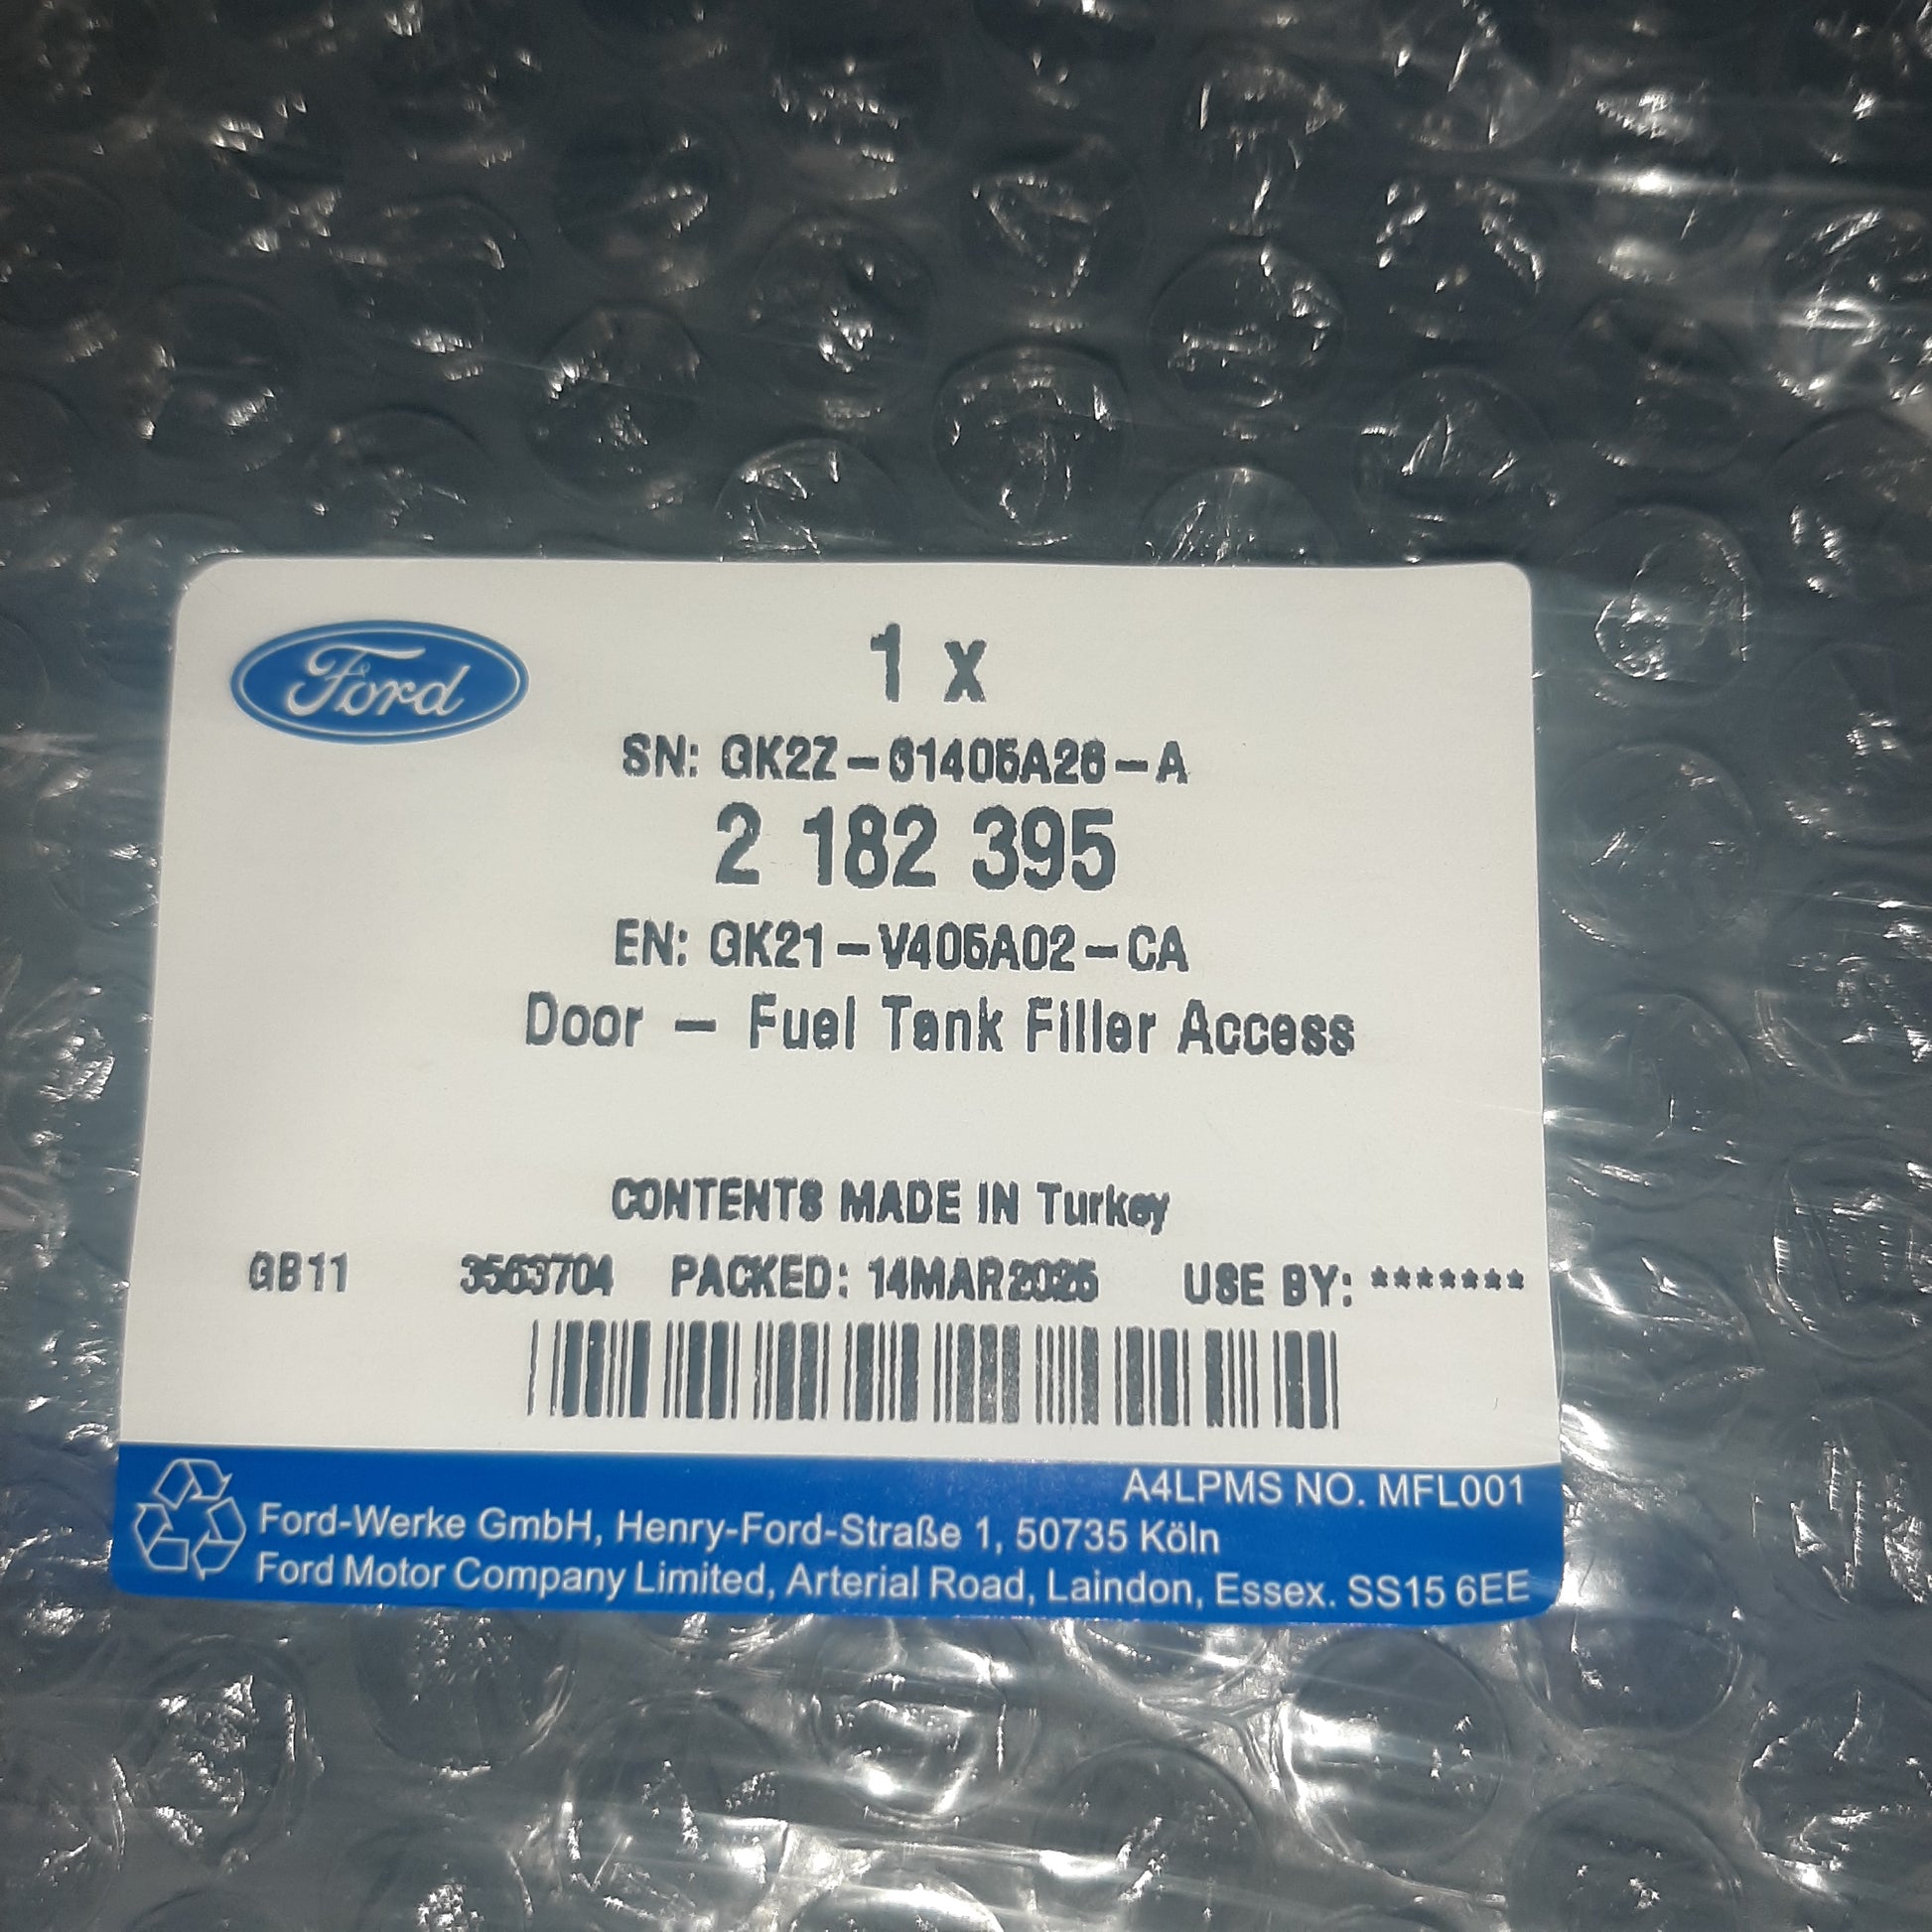 Ford
1 x
SN: GK2Z-61405A26-A
2 182 395
EN: GK21-V405A02-CA
Door - Fuel Tank Filler Access
CONTENTS MADE IN Turkey
GB11 3563704 PACKED: 14MAR2025 USE BY: *******
A4LPMS NO. MFL001
Ford-Werke GmbH, Henry-Ford-Straße 1, 50735 Köln
Ford Motor Company Limited, Arterial Road, Laindon, Essex. SS15 6EE